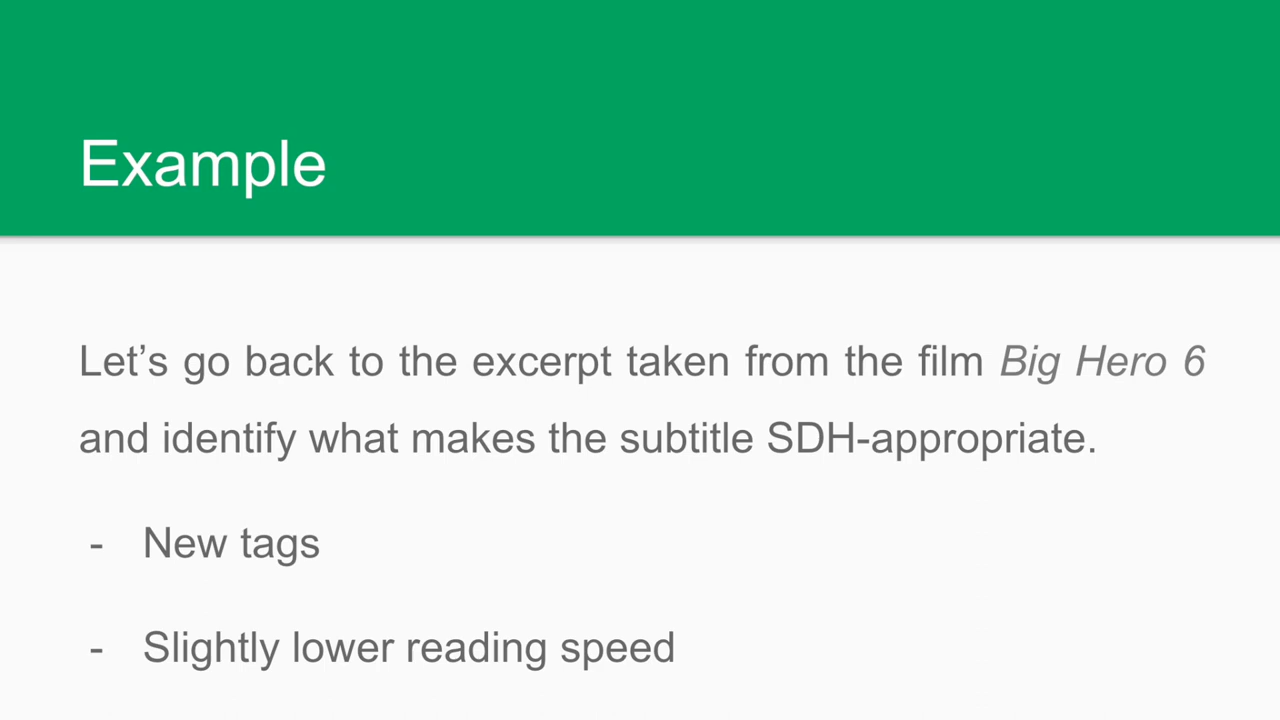 Example
Let’s go back to the excerpt taken from the film Big Hero 6
and identify what makes the subtitle SDH-appropriate.
- New tags
- Slightly lower reading speed